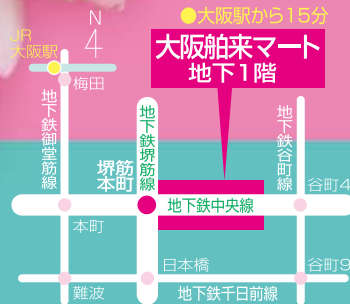 ●大阪駅から15分
N
4
JR
大阪駅
大阪舶来マート
地下1階
梅田
地下鉄御堂筋線
地下鉄堺筋線
地下鉄谷町線
堺筋
本町
谷町4
地下鉄中央線
本町
日本橋
谷町9
難波
地下鉄千日前線